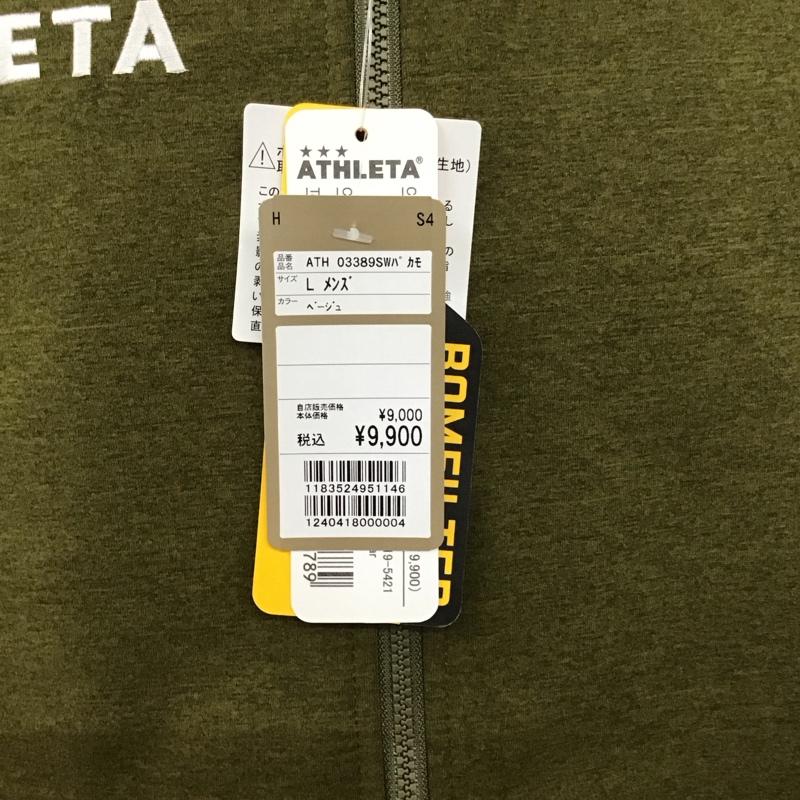 ETA
★★★
ATHLETA®
生地)
H S4
品番 品名 ATH 03389SWﾊﾟｶﾓ
サイズ L ﾒﾝｽﾞ
カラー ﾍﾞｰｼﾞｭ
自店販売価格
本体価格 ¥9,000
税込 ¥9,900
1183524951146
1240418000004
789
19-5421
9,900)